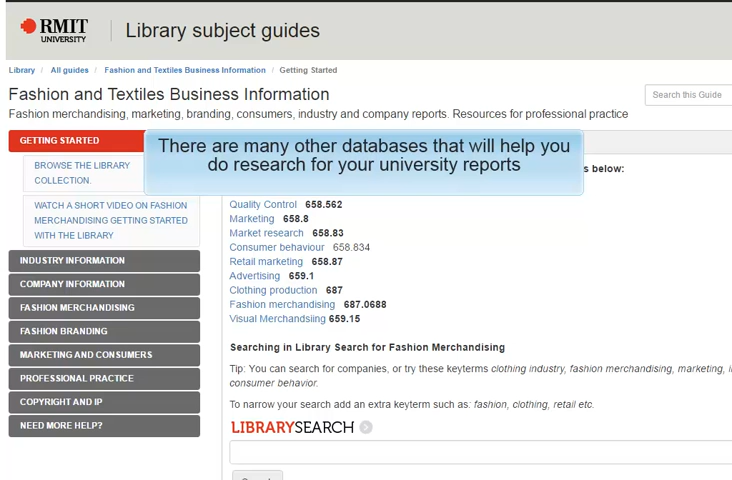 RMIT
UNIVERSITY
Library subject guides
Library / All guides / Fashion and Textiles Business Information / Getting Started
Fashion and Textiles Business Information
Search this Guide
Fashion merchandising, marketing, branding, consumers, industry and company reports. Resources for professional practice
GETTING STARTED
There are many other databases that will help you
do research for your university reports
below:
BROWSE THE LIBRARY
COLLECTION.
WATCH A SHORT VIDEO ON FASHION
MERCHANDISING GETTING STARTED
WITH THE LIBRARY
INDUSTRY INFORMATION
COMPANY INFORMATION
FASHION MERCHANDISING
FASHION BRANDING
MARKETING AND CONSUMERS
PROFESSIONAL PRACTICE
COPYRIGHT AND IP
NEED MORE HELP?
Quality Control 658.562
Marketing 658.8
Market research 658.83
Consumer behaviour 658.834
Retail marketing 658.87
Advertising 659.1
Clothing production 687
Fashion merchandising 687.0688
Visual Merchandsiing 659.15
Searching in Library Search for Fashion Merchandising
Tip: You can search for companies, or try these keyterms clothing industry, fashion merchandising, marketing,
consumer behavior.
To narrow your search add an extra keyterm such as: fashion, clothing, retail etc.
LIBRARYSEARCH